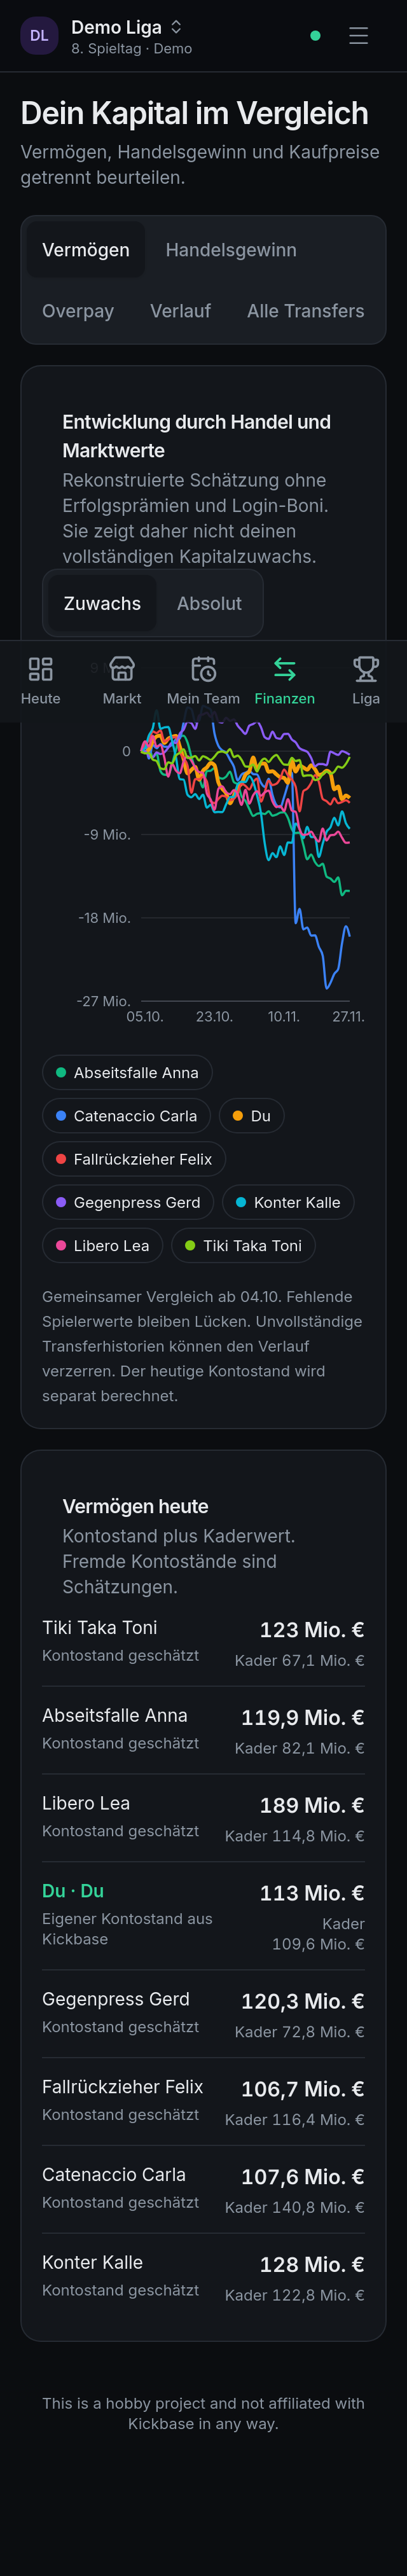 DL
Demo Liga
8. Spieltag · Demo
Dein Kapital im Vergleich
Vermögen, Handelsgewinn und Kaufpreise
getrennt beurteilen.
Vermögen
Handelsgewinn
Overpay
Verlauf
Alle Transfers
Entwicklung durch Handel und
Marktwerte
Rekonstruierte Schätzung ohne
Erfolgsprämien und Login-Boni.
Sie zeigt daher nicht deinen
vollständigen Kapitalzuwachs.
Zuwachs
Absolut
Heute
Markt
Mein Team
Finanzen
Liga
0
-9 Mio.
-18 Mio.
-27 Mio.
05.10.
23.10.
10.11.
27.11.
Abseitsfalle Anna
Catenaccio Carla
Du
Fallrückzieher Felix
Gegenpress Gerd
Konter Kalle
Libero Lea
Tiki Taka Toni
Gemeinsamer Vergleich ab 04.10. Fehlende
Spielerwerte bleiben Lücken. Unvollständige
Transferhistorien können den Verlauf
verzerren. Der heutige Kontostand wird
separat berechnet.
Vermögen heute
Kontostand plus Kaderwert.
Fremde Kontostände sind
Schätzungen.
Tiki Taka Toni
123 Mio. €
Kontostand geschätzt
Kader 67,1 Mio. €
Abseitsfalle Anna
119,9 Mio. €
Kontostand geschätzt
Kader 82,1 Mio. €
Libero Lea
189 Mio. €
Kontostand geschätzt
Kader 114,8 Mio. €
Du · Du
113 Mio. €
Eigener Kontostand aus
Kickbase
Kader
109,6 Mio. €
Gegenpress Gerd
120,3 Mio. €
Kontostand geschätzt
Kader 72,8 Mio. €
Fallrückzieher Felix
106,7 Mio. €
Kontostand geschätzt
Kader 116,4 Mio. €
Catenaccio Carla
107,6 Mio. €
Kontostand geschätzt
Kader 140,8 Mio. €
Konter Kalle
128 Mio. €
Kontostand geschätzt
Kader 122,8 Mio. €
This is a hobby project and not affiliated with
Kickbase in any way.